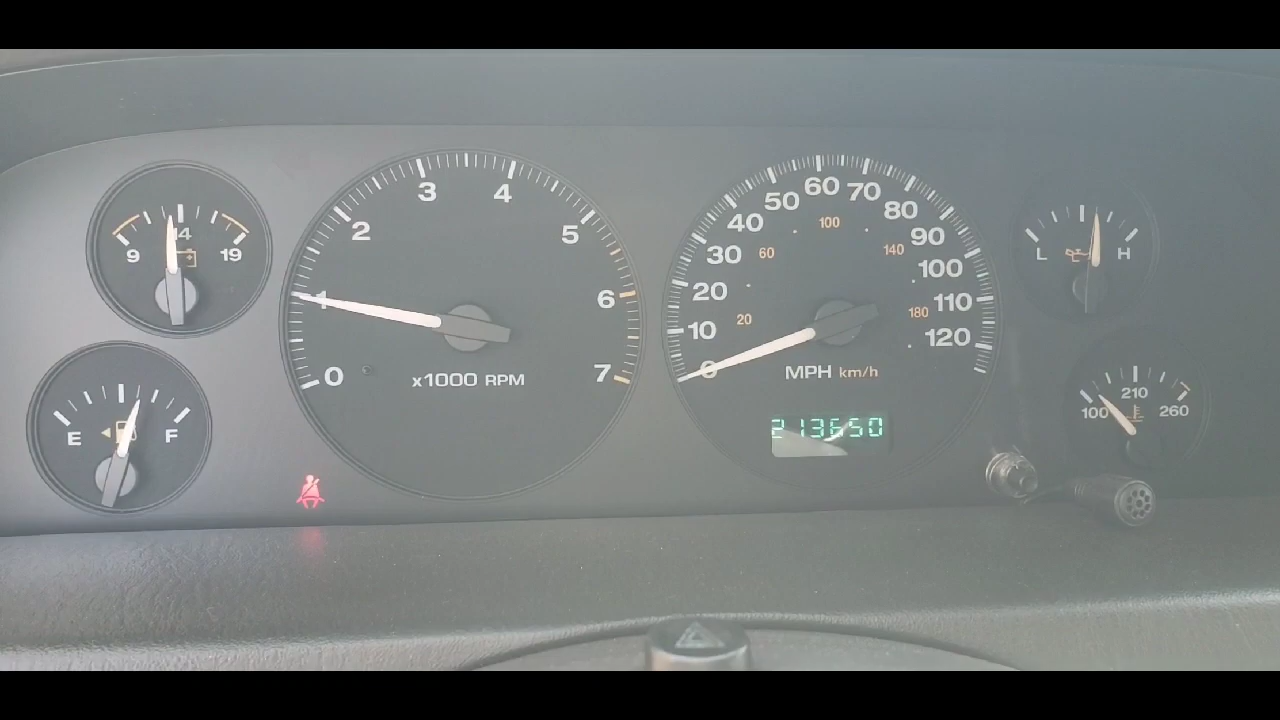 9 14 19
E F
0 1 2 3 4 5 6 7
x1000 RPM
0 10 20 30 40 50 60 70 80 90 100 110 120
20 60 100 140 180
MPH km/h
213650
L H
100 210 260